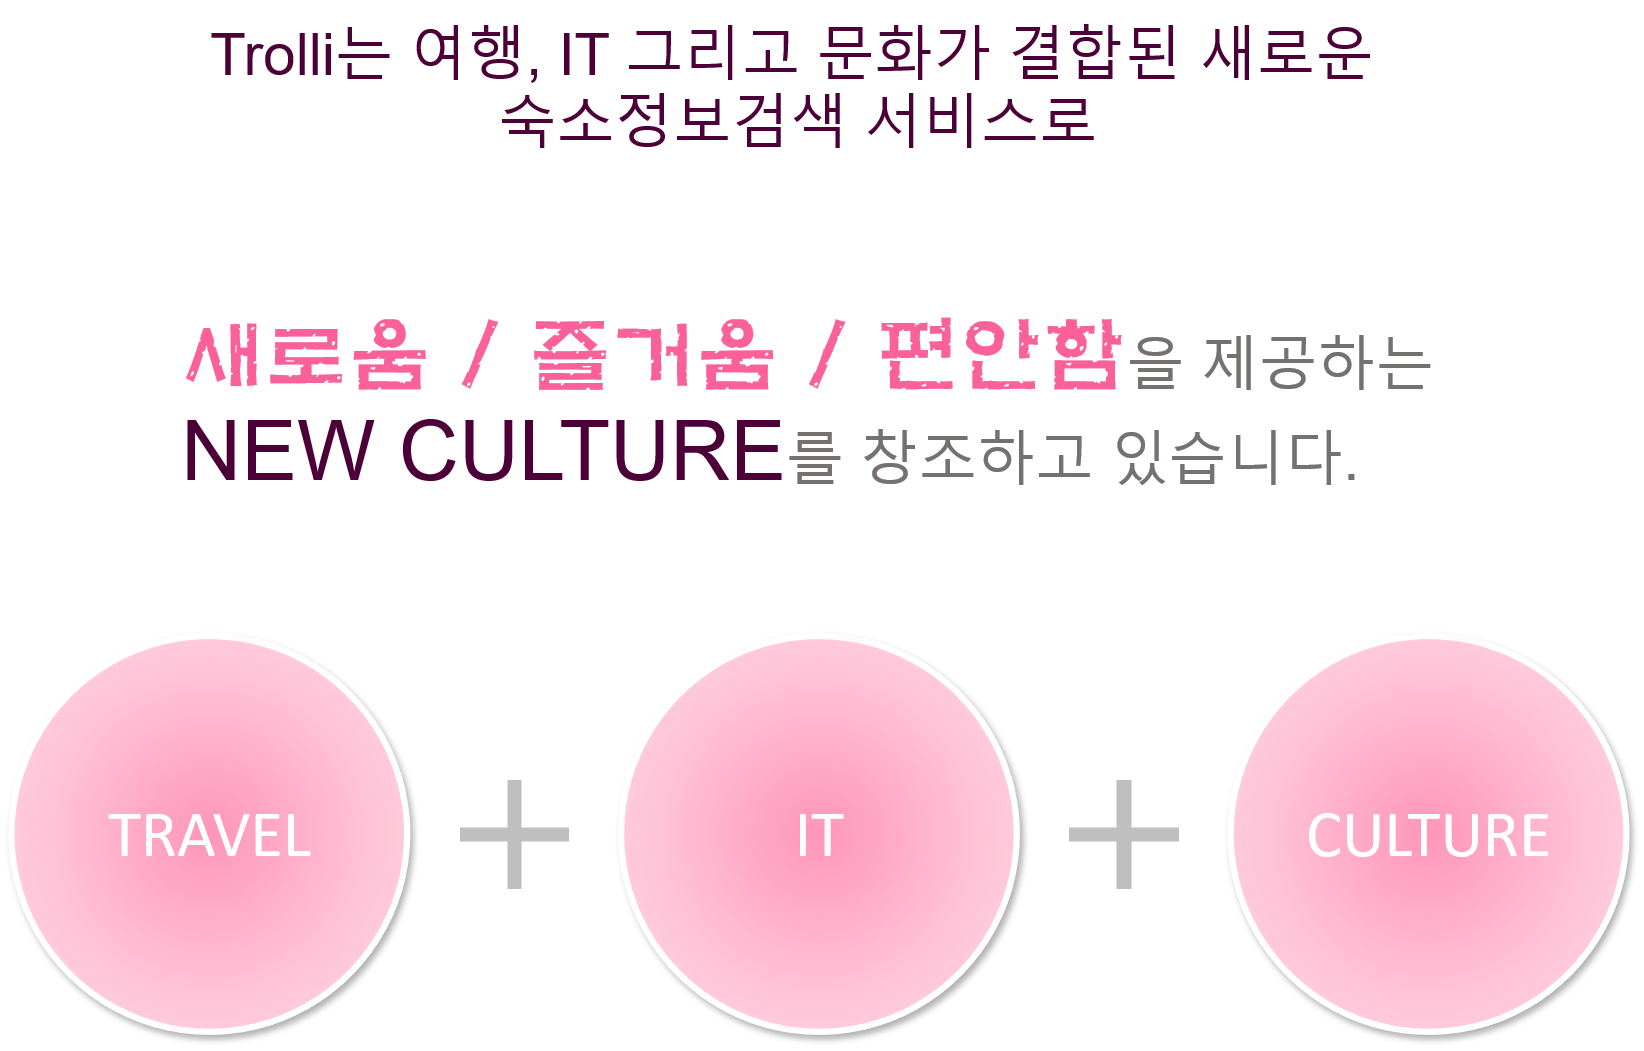 Trolli는 여행, IT 그리고 문화가 결합된 새로운
숙소정보검색 서비스로
새로움 / 즐거움 / 편안함을 제공하는
NEW CULTURE를 창조하고 있습니다.
TRAVEL + IT + CULTURE